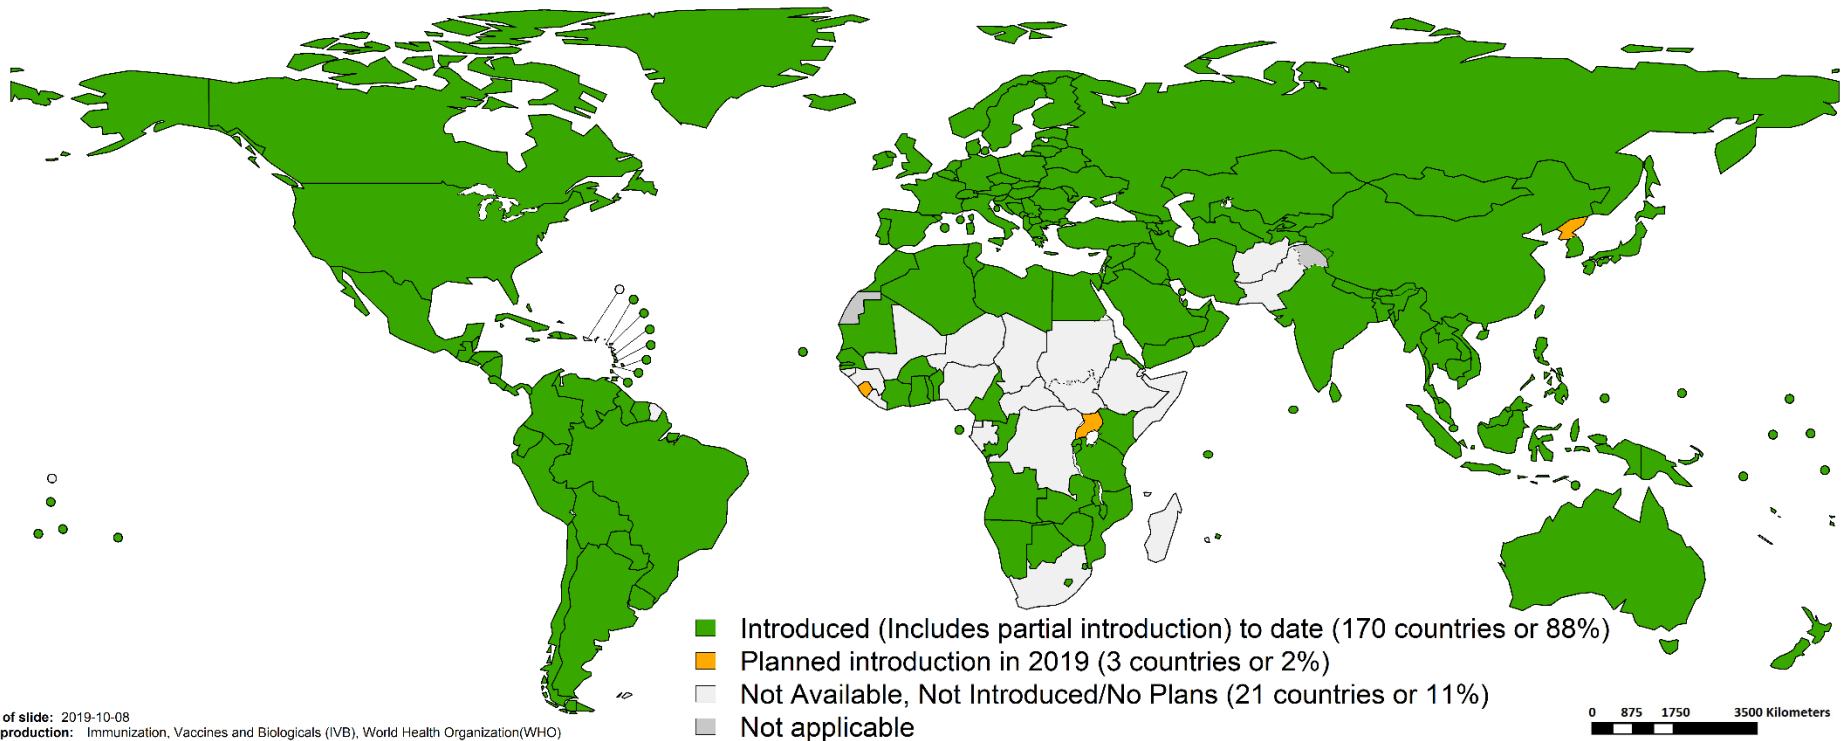 Introduced (Includes partial introduction) to date (170 countries or 88%)
Planned introduction in 2019 (3 countries or 2%)
Not Available, Not Introduced/No Plans (21 countries or 11%)
Not applicable
0 875 1750 3500 Kilometers
of slide: 2019-10-08
production: Immunization, Vaccines and Biologicals (IVB), World Health Organization(WHO)